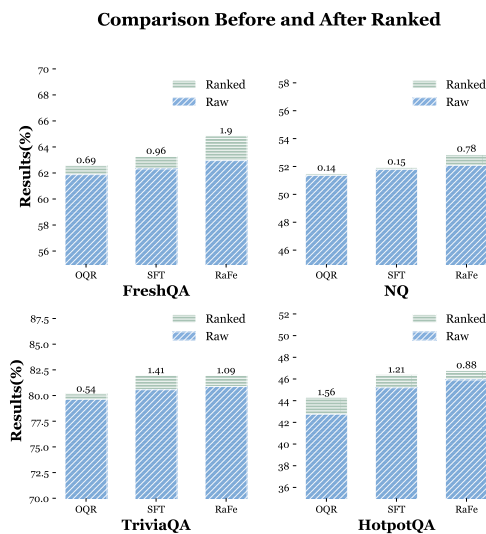 Comparison Before and After Ranked
Results(%)
70
68
66
64
62
60
58
56
Ranked
Raw
0.69
0.96
1.9
OQR
SFT
RaFe
FreshQA
58
56
54
52
50
48
46
Ranked
Raw
0.14
0.15
0.78
OQR
SFT
RaFe
NQ
Results(%)
87.5
85.0
82.5
80.0
77.5
75.0
72.5
70.0
Ranked
Raw
0.54
1.41
1.09
OQR
SFT
RaFe
TriviaQA
52
50
48
46
44
42
40
38
36
Ranked
Raw
1.56
1.21
0.88
OQR
SFT
RaFe
HotpotQA